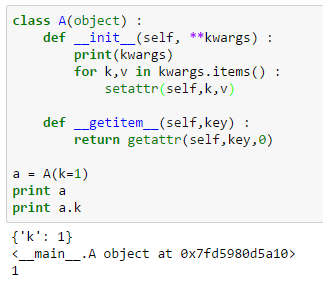 class A(object) :
    def __init__(self, **kwargs) :
        print(kwargs)
        for k,v in kwargs.items() :
            setattr(self,k,v)

    def __getitem__(self,key) :
        return getattr(self,key,0)

a = A(k=1)
print a
print a.k
{'k': 1}
<__main__.A object at 0x7fd5980d5a10>
1